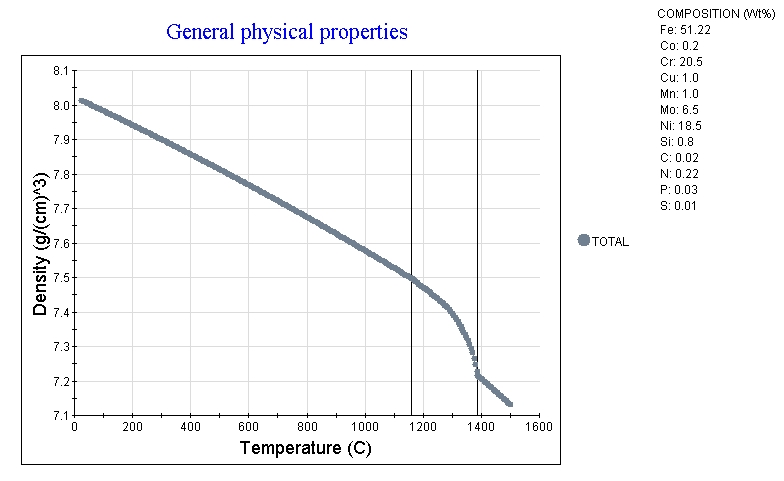 General physical properties
COMPOSITION (Wt%)
Fe: 51.22
Co: 0.2
Cr: 20.5
Cu: 1.0
Mn: 1.0
Mo: 6.5
Ni: 18.5
Si: 0.8
C: 0.02
N: 0.22
P: 0.03
S: 0.01
TOTAL
Density (g/(cm)^3)
8.1
8.0
7.9
7.8
7.7
7.6
7.5
7.4
7.3
7.2
7.1
0 200 400 600 800 1000 1200 1400 1600
Temperature (C)